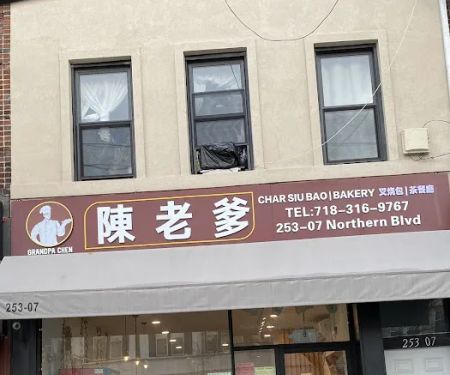 GRANDPA CHEN
陳老爹
CHAR SIU BAO | BAKERY 叉烧包 | 茶餐廳
TEL:718-316-9767
253-07 Northern Blvd
253-07
253 07